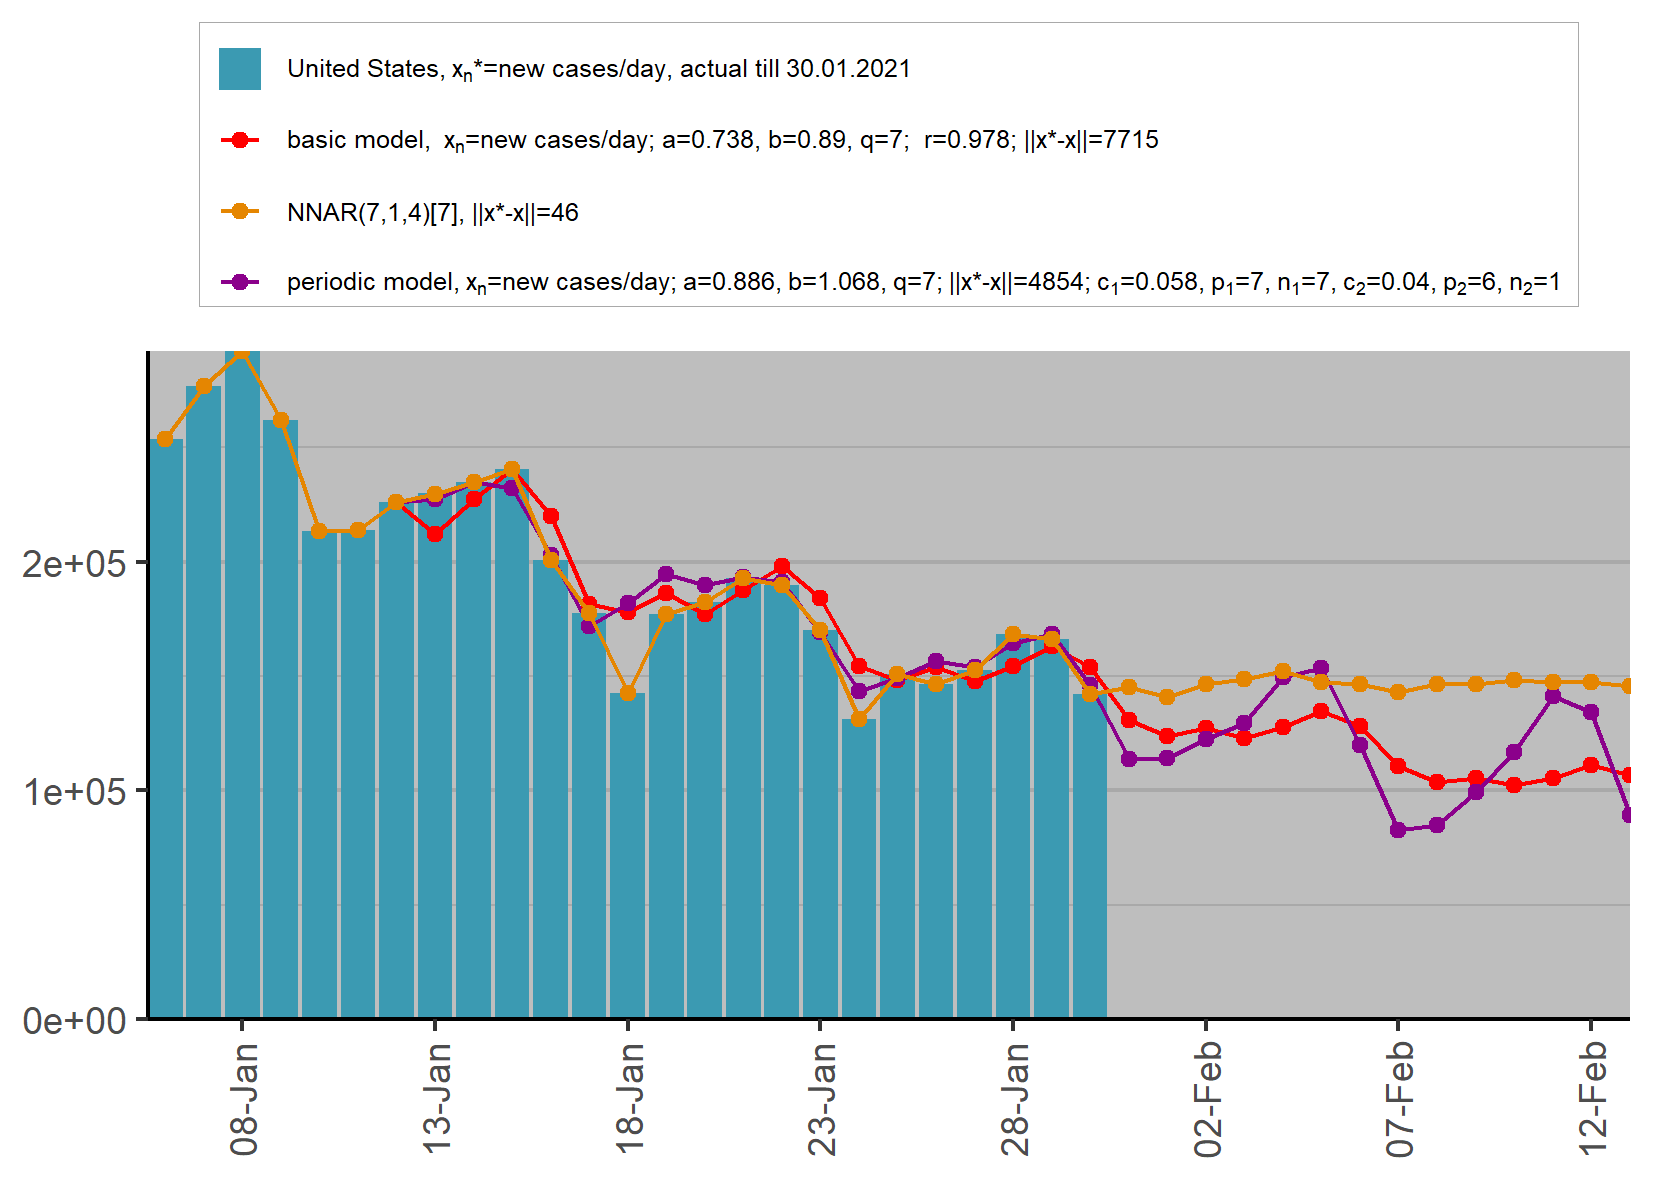 United States, xₙ*=new cases/day, actual till 30.01.2021
basic model,  xₙ=new cases/day; a=0.738, b=0.89, q=7;  r=0.978; ||x*-x||=7715
NNAR(7,1,4)[7], ||x*-x||=46
periodic model, xₙ=new cases/day; a=0.886, b=1.068, q=7; ||x*-x||=4854; c₁=0.058, p₁=7, n₁=7, c₂=0.04, p₂=6, n₂=1
2e+05
1e+05
0e+00
08-Jan
13-Jan
18-Jan
23-Jan
28-Jan
02-Feb
07-Feb
12-Feb